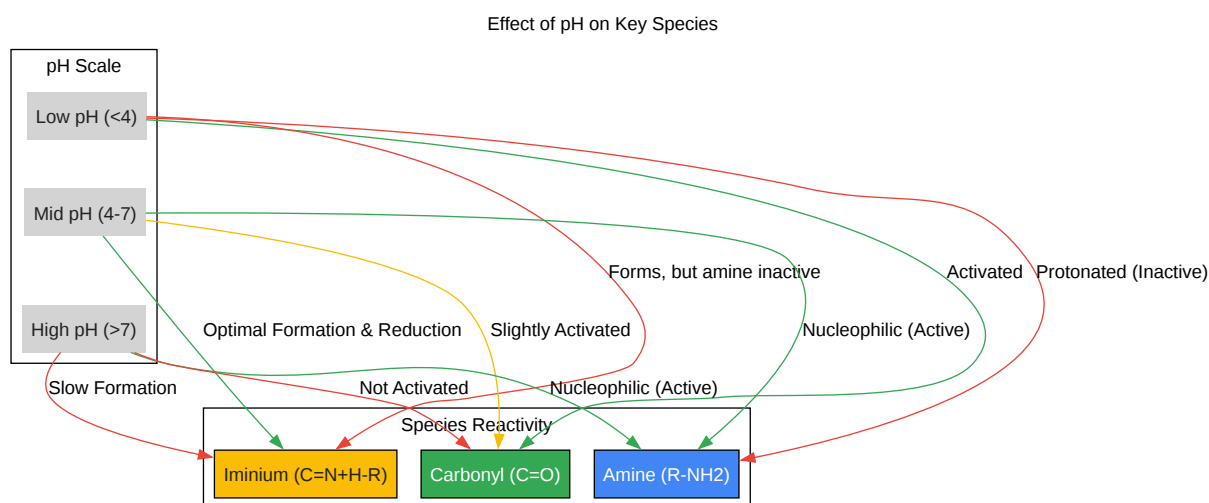 Effect of pH on Key Species
pH Scale
Low pH (<4)
Mid pH (4-7)
Forms, but amine inactive
Activated
Protonated (Inactive)
High pH (>7)
Optimal Formation & Reduction
Slightly Activated
Nucleophilic (Active)
Slow Formation
Not Activated
Nucleophilic (Active)
Species Reactivity
Iminium (C=N+H-R)
Carbonyl (C=O)
Amine (R-NH2)